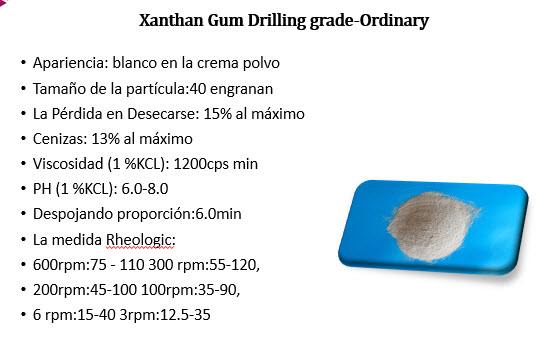 Xanthan Gum Drilling grade-Ordinary
• Apariencia: blanco en la crema polvo
• Tamaño de la partícula:40 engranan
• La Pérdida en Desecarse: 15% al máximo
• Cenizas: 13% al máximo
• Viscosidad (1 %KCL): 1200cps min
• PH (1 %KCL): 6.0-8.0
• Despojando proporción:6.0min
• La medida Rheologic:
• 600rpm:75 - 110 300 rpm:55-120,
• 200rpm:45-100 100rpm:35-90,
• 6 rpm:15-40 3rpm:12.5-35